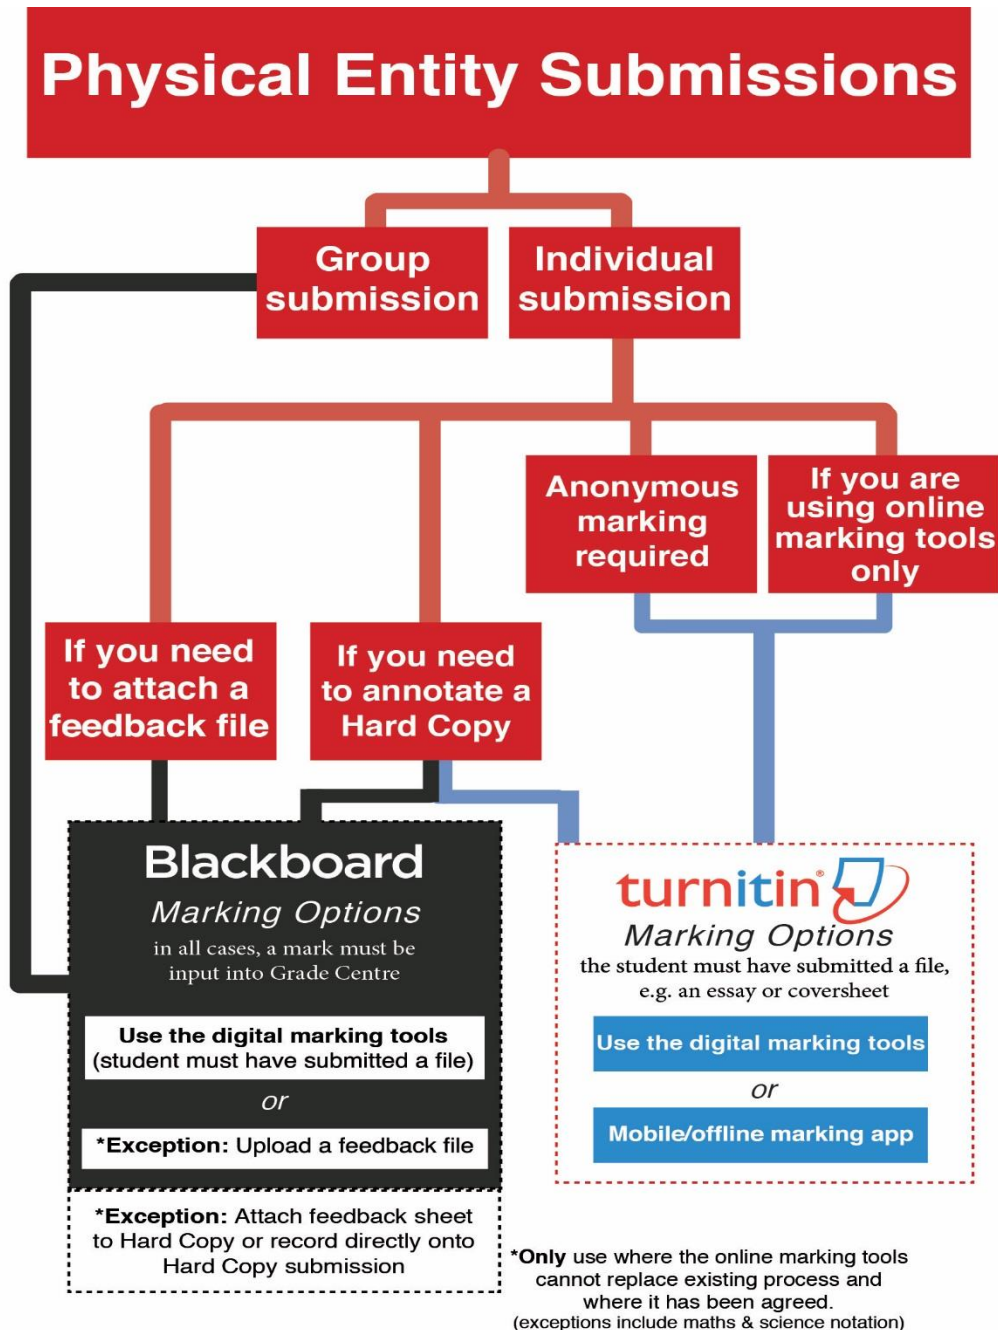 Physical Entity Submissions
Group
submission
Individual
submission
Anonymous
marking
required
If you are
using online
marking tools
only
If you need
to attach a
feedback file
If you need
to annotate a
Hard Copy
Blackboard
Marking Options
in all cases, a mark must be
input into Grade Centre
Use the digital marking tools
(student must have submitted a file)
or
*Exception: Upload a feedback file
*Exception: Attach feedback sheet
to Hard Copy or record directly onto
Hard Copy submission
turnitin®
Marking Options
the student must have submitted a file,
e.g. an essay or coversheet
Use the digital marking tools
or
Mobile/offline marking app
*Only use where the online marking tools
cannot replace existing process and
where it has been agreed.
(exceptions include maths & science notation)